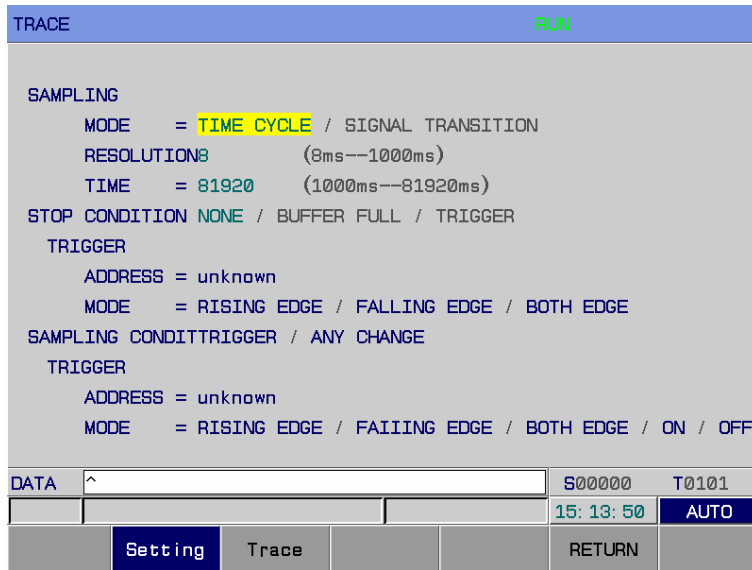 TRACE RUN
SAMPLING
MODE = TIME CYCLE / SIGNAL TRANSITION
RESOLUTION8 (8ms--1000ms)
TIME = 81920 (1000ms--81920ms)
STOP CONDITION NONE / BUFFER FULL / TRIGGER
TRIGGER
ADDRESS = unknown
MODE = RISING EDGE / FALLING EDGE / BOTH EDGE
SAMPLING CONDITTRIGGER / ANY CHANGE
TRIGGER
ADDRESS = unknown
MODE = RISING EDGE / FAIIING EDGE / BOTH EDGE / ON / OFF
DATA ^ S00000 T0101
15:13:50 AUTO
Setting Trace RETURN